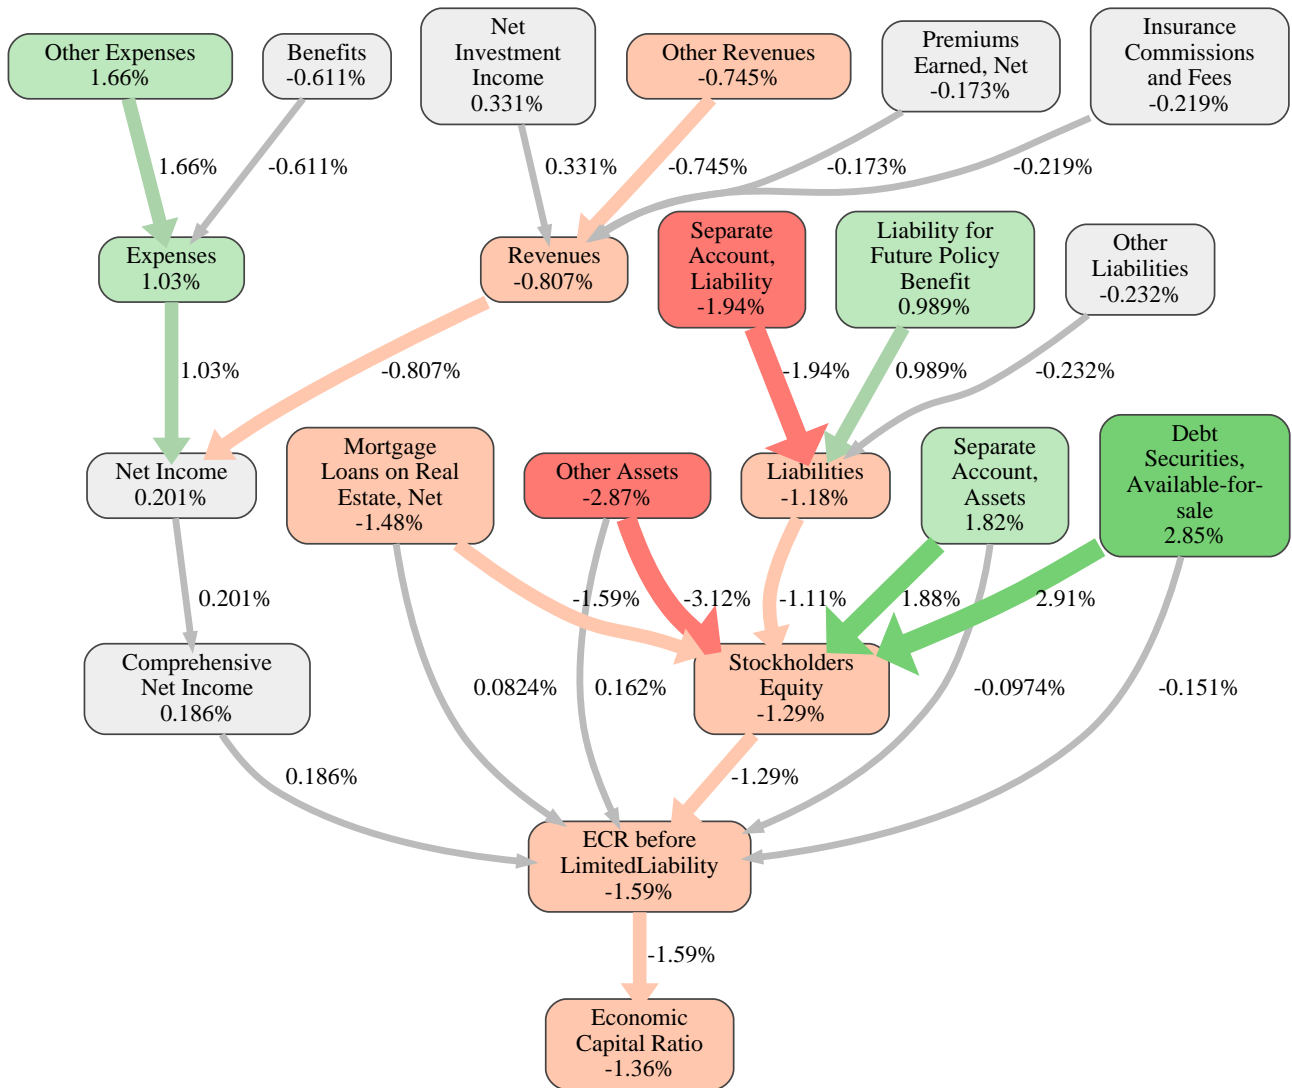 Other Expenses
1.66%
Benefits
-0.611%
Net
Investment
Income
0.331%
Other Revenues
-0.745%
Premiums
Earned, Net
-0.173%
Insurance
Commissions
and Fees
-0.219%
1.66%
-0.611%
0.331%
-0.745%
-0.173%
-0.219%
Expenses
1.03%
Revenues
-0.807%
Separate
Account,
Liability
-1.94%
Liability for
Future Policy
Benefit
0.989%
Other
Liabilities
-0.232%
1.03%
-0.807%
-1.94%
0.989%
-0.232%
Net Income
0.201%
Mortgage
Loans on Real
Estate, Net
-1.48%
Other Assets
-2.87%
Liabilities
-1.18%
Separate
Account,
Assets
1.82%
Debt
Securities,
Available-for-
sale
2.85%
0.201%
-1.59%
-3.12%
-1.11%
1.88%
2.91%
Comprehensive
Net Income
0.186%
0.0824%
0.162%
Stockholders
Equity
-1.29%
-0.0974%
-0.151%
0.186%
-1.29%
ECR before
LimitedLiability
-1.59%
-1.59%
Economic
Capital Ratio
-1.36%